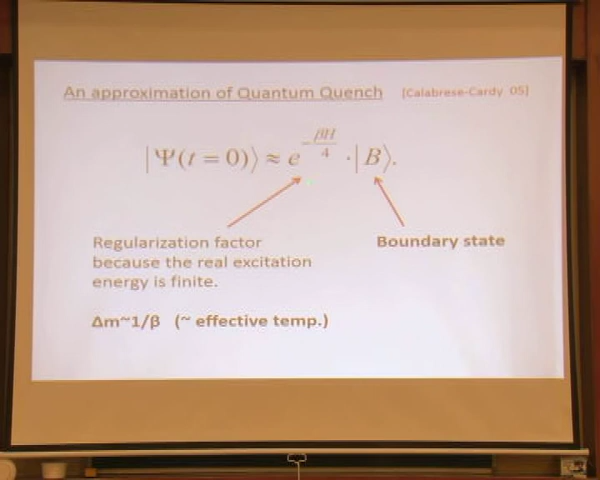 An approximation of Quantum Quench [Calabrese-Cardy 05]
|Ψ(t = 0)⟩ ≈ e^{-βH/4} · |B⟩.
Regularization factor
because the real excitation
energy is finite.
Boundary state
Δm~1/β (~ effective temp.)